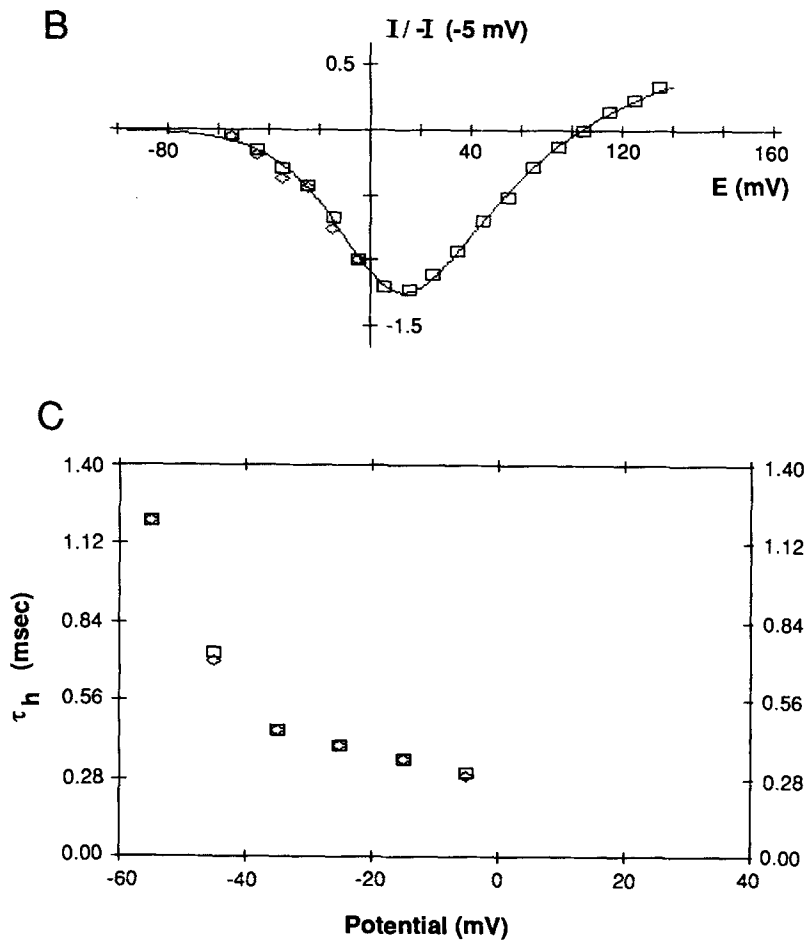 B
I / -I (-5 mV)
0.5
-80 40 120 160
E (mV)
-1.5
C
1.40 1.40
1.12 1.12
0.84 0.84
0.56 0.56
0.28 0.28
0.00 0.00
τh (msec)
-60 -40 -20 0 20 40
Potential (mV)